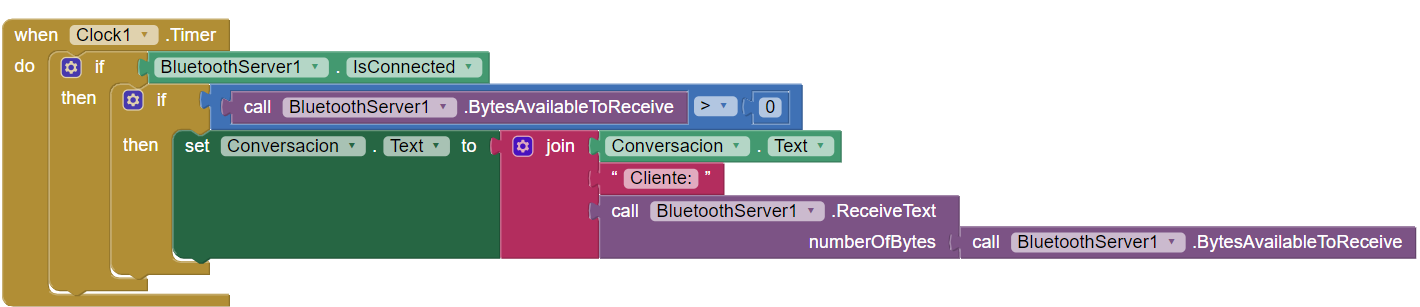 when Clock1 .Timer
do if BluetoothServer1 . IsConnected
then if call BluetoothServer1 .BytesAvailableToReceive > 0
then set Conversacion . Text to join Conversacion . Text
“ Cliente: ”
call BluetoothServer1 .ReceiveText
numberOfBytes call BluetoothServer1 .BytesAvailableToReceive